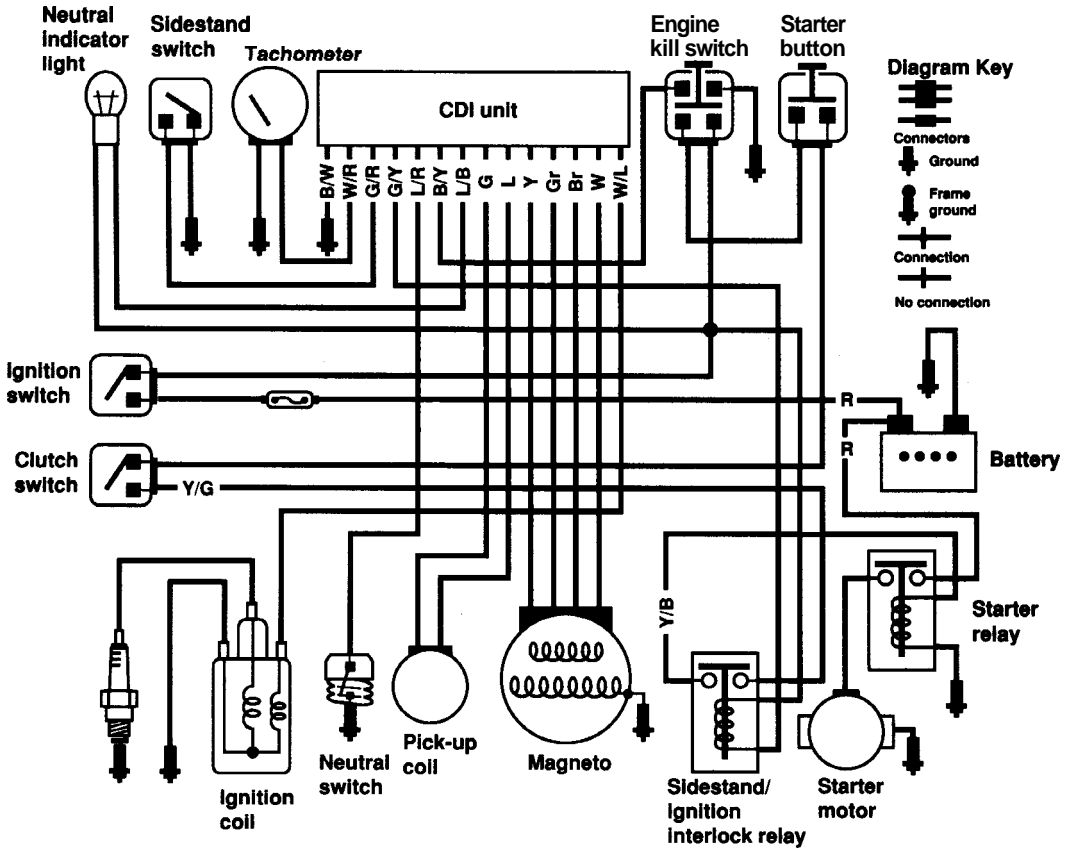 Neutral
indicator
light
Sidestand
switch
Tachometer
CDI unit
Engine
kill switch
Starter
button
Diagram Key
Connectors
Ground
Frame
ground
Connection
No connection
B/W
W/R
G/R
G/Y
L/R
B/Y
L/B
G
L
Y
Gr
Br
W
W/L
Ignition
switch
R
R
Battery
Clutch
switch
Y/G
Y/B
Starter
relay
Ignition
coil
Neutral
switch
Pick-up
coil
Magneto
Sidestand/
ignition
interlock relay
Starter
motor